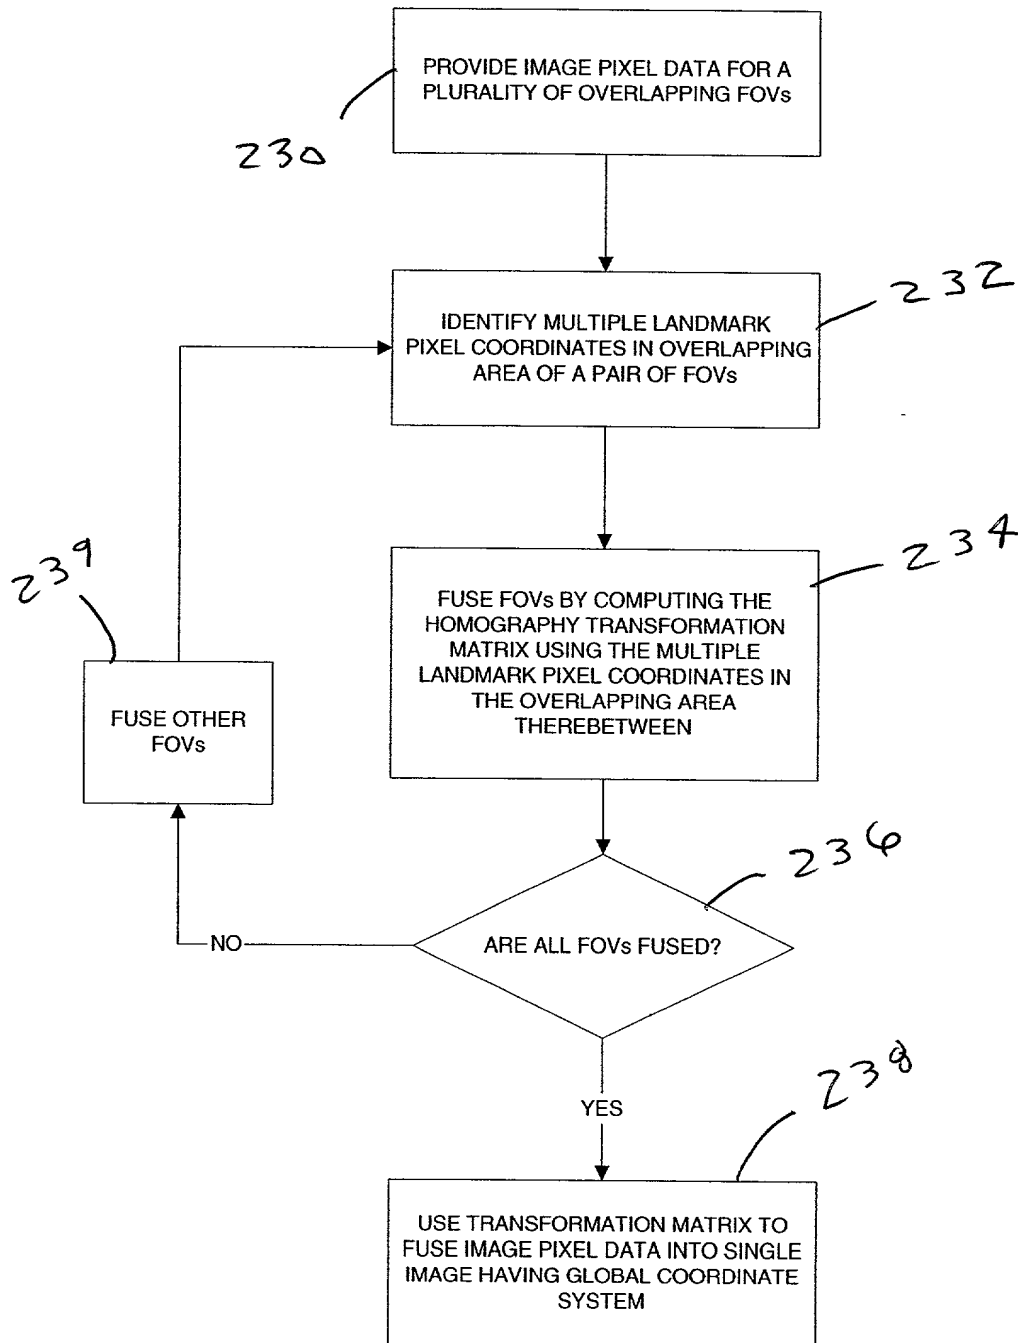 PROVIDE IMAGE PIXEL DATA FOR A
PLURALITY OF OVERLAPPING FOVs
230
IDENTIFY MULTIPLE LANDMARK
PIXEL COORDINATES IN OVERLAPPING
AREA OF A PAIR OF FOVs
232
FUSE FOVs BY COMPUTING THE
HOMOGRAPHY TRANSFORMATION
MATRIX USING THE MULTIPLE
LANDMARK PIXEL COORDINATES IN
THE OVERLAPPING AREA
THEREBETWEEN
234
239
FUSE OTHER
FOVs
236
ARE ALL FOVs FUSED?
NO
YES
238
USE TRANSFORMATION MATRIX TO
FUSE IMAGE PIXEL DATA INTO SINGLE
IMAGE HAVING GLOBAL COORDINATE
SYSTEM